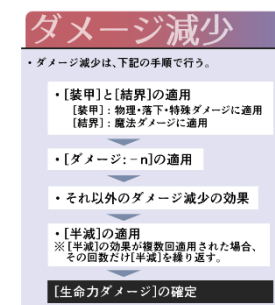 ダメージ減少
・ダメージ減少は、下記の手順で行う。
・[装甲]と[結界]の適用
[装甲]:物理・落下・特殊ダメージに適用
[結界]:魔法ダメージに適用
・[ダメージ:−n]の適用
・それ以外のダメージ減少の効果
・[半減]の適用
※[半減]の効果が複数回適用された場合、
その回数だけ[半減]を繰り返す。
[生命力ダメージ]の確定